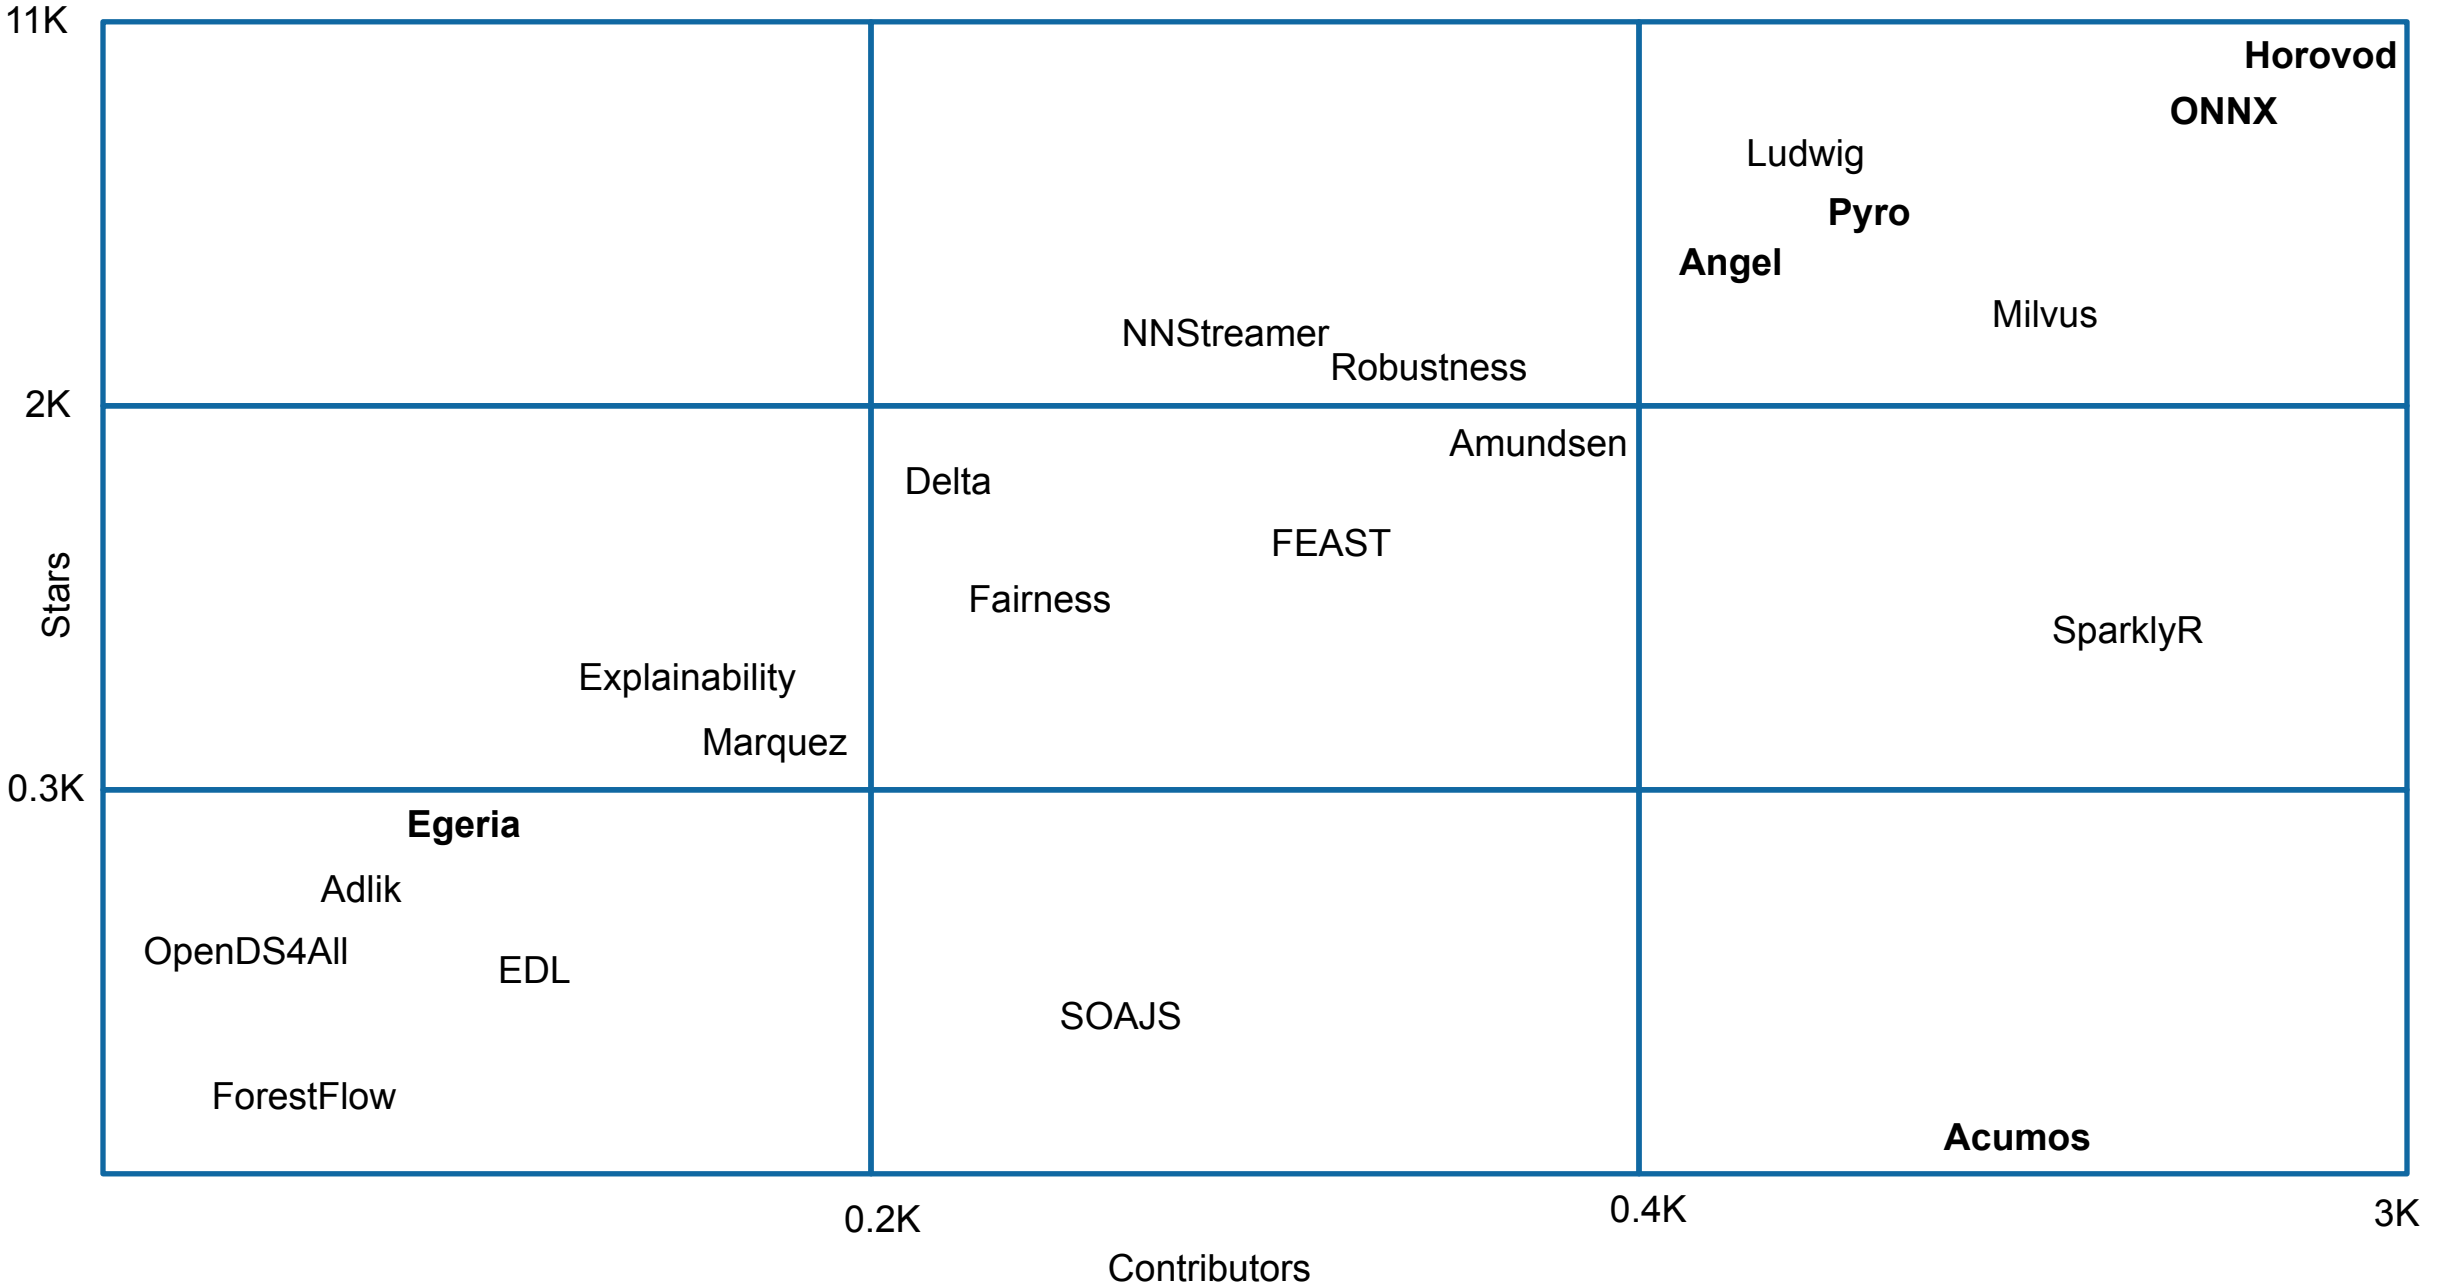 11K
Horovod
ONNX
Ludwig
Pyro
Angel
Milvus
NNStreamer
Robustness
2K
Amundsen
Delta
FEAST
Fairness
Stars
SparklyR
Explainability
Marquez
0.3K
Egeria
Adlik
OpenDS4All
EDL
SOAJS
ForestFlow
Acumos
0.2K
0.4K
3K
Contributors